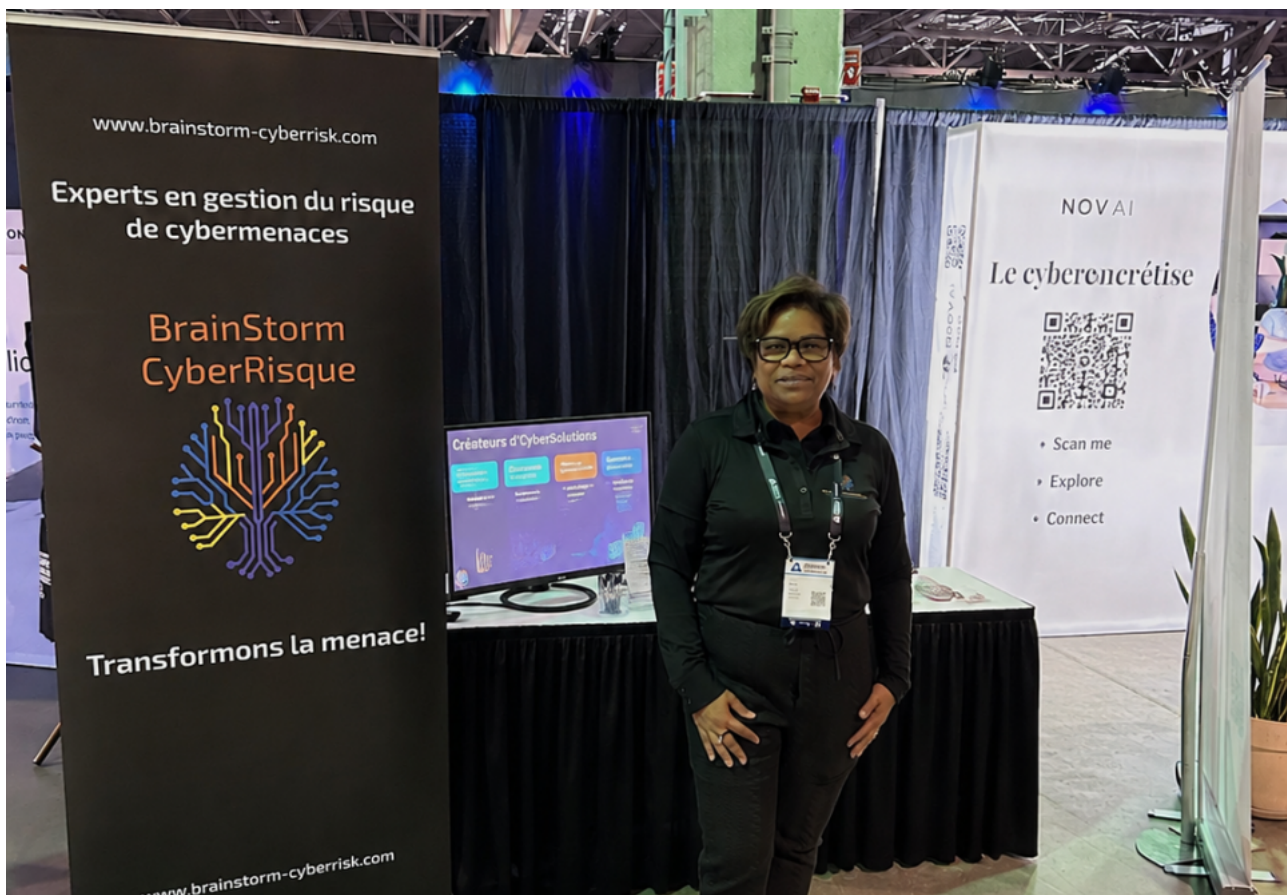 www.brainstorm-cyberrisk.com
Experts en gestion du risque
de cybermenaces
BrainStorm
CyberRisque
Transformons la menace!
www.brainstorm-cyberrisk.com
Créateurs d'CyberSolutions
NOVAI
Le cyberoncrétise
• Scan me
• Explore
• Connect